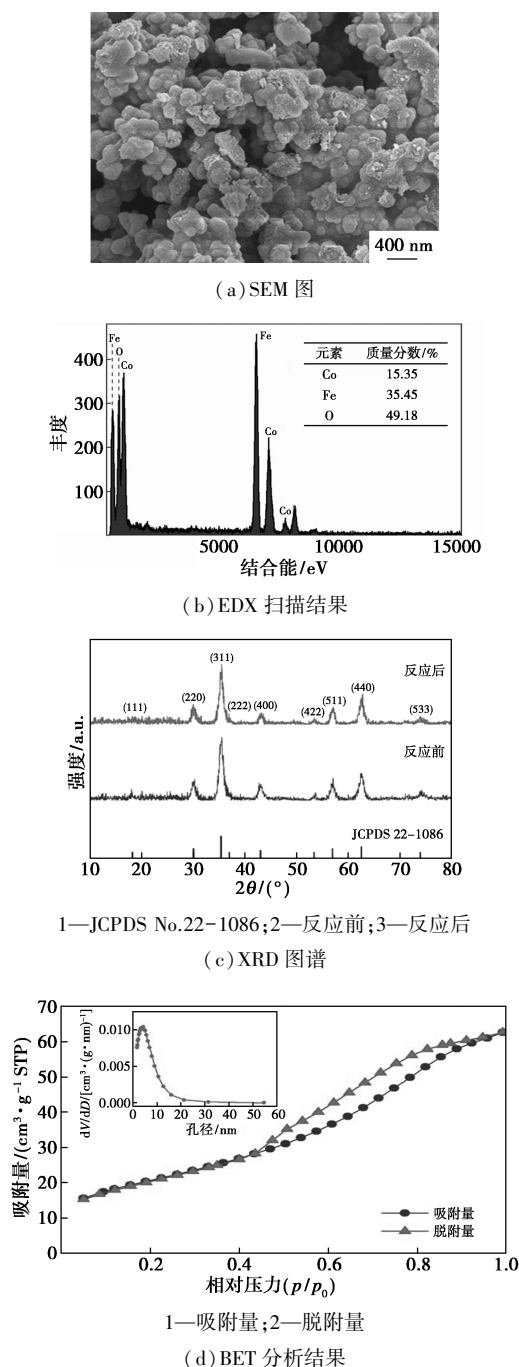 400 nm
(a)SEM 图
Fe
O
Co
Fe
Co
Co
元素 质量分数/%
Co 15.35
Fe 35.45
O 49.18
400
300
200
100
丰度
5000 10000 15000
结合能/eV
(b)EDX 扫描结果
(111) (220) (311) (222) (400) (422) (511) (440) (533)
反应后
反应前
JCPDS 22-1086
强度/a.u.
10 20 30 40 50 60 70 80
2θ/(°)
1—JCPDS No.22-1086;2—反应前;3—反应后
(c)XRD 图谱
70
60
50
40
30
20
10
0
吸附量/(cm³·g⁻¹ STP)
0.010
0.005
0.000
dV/dD/[cm³·(g·nm)⁻¹]
0 10 20 30 40 50 60
孔径/nm
吸附量
脱附量
0.2 0.4 0.6 0.8 1.0
相对压力(p/p₀)
1—吸附量;2—脱附量
(d)BET 分析结果